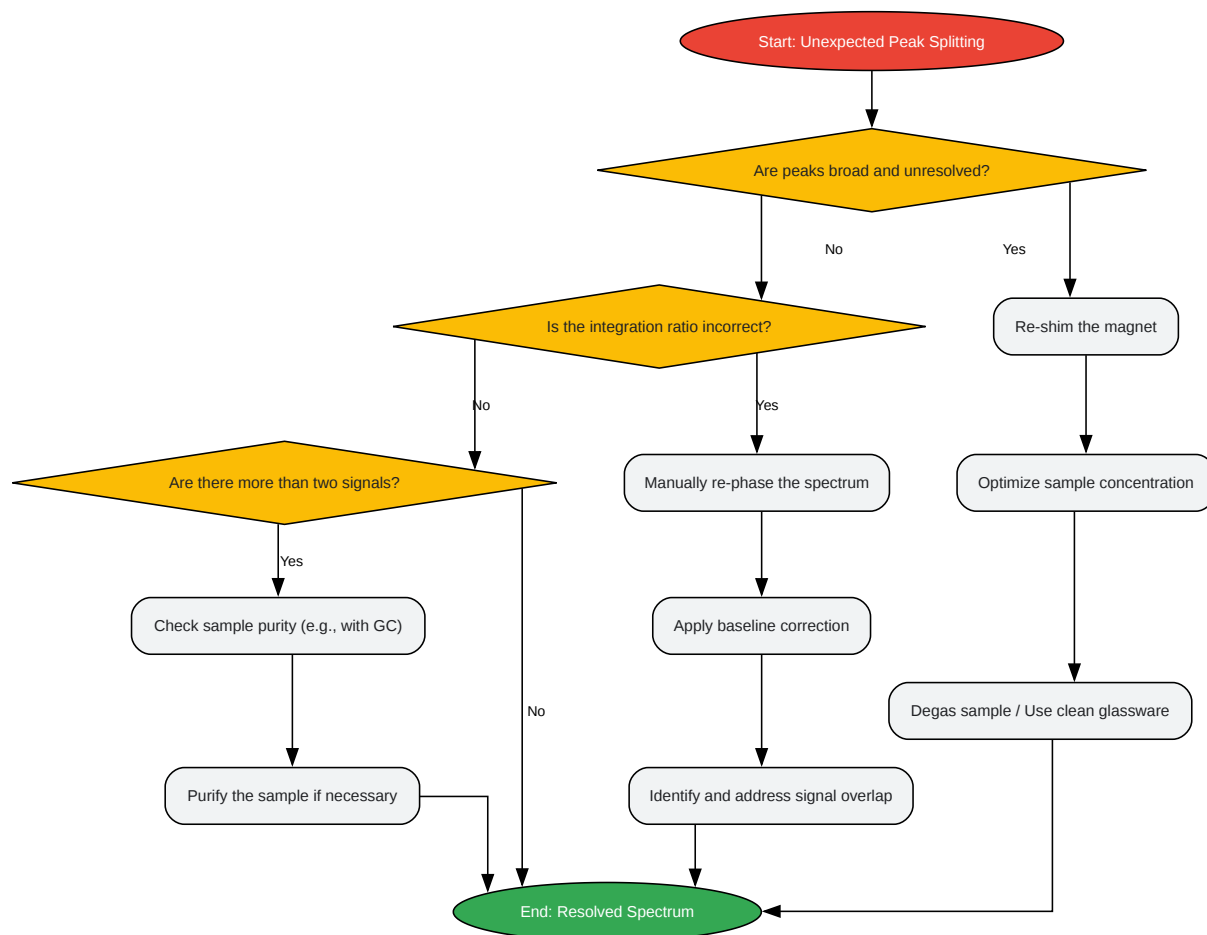 Start: Unexpected Peak Splitting
Are peaks broad and unresolved?
No
Yes
Is the integration ratio incorrect?
Re-shim the magnet
No
Yes
Are there more than two signals?
Manually re-phase the spectrum
Optimize sample concentration
Yes
Check sample purity (e.g., with GC)
Apply baseline correction
No
Degas sample / Use clean glassware
Purify the sample if necessary
Identify and address signal overlap
End: Resolved Spectrum